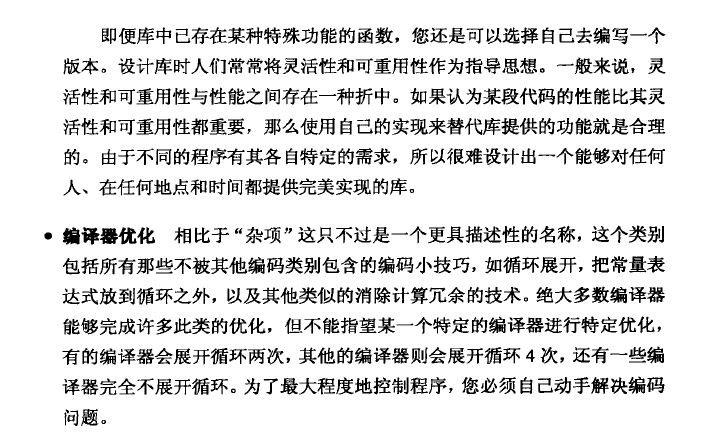 即便库中已存在某种特殊功能的函数，您还是可以选择自己去编写一个
版本。设计库时人们常常将灵活性和可重用性作为指导思想。一般来说，灵
活性和可重用性与性能之间存在一种折中。如果认为某段代码的性能比其灵
活性和可重用性都重要，那么使用自己的实现来替代库提供的功能就是合理
的。由于不同的程序有其各自特定的需求，所以很难设计出一个能够对任何
人、在任何地点和时间都提供完美实现的库。
● 编译器优化 相比于“杂项”这只不过是一个更具描述性的名称，这个类别
包括所有那些不被其他编码类别包含的编码小技巧，如循环展开，把常量表
达式放到循环之外，以及其他类似的消除计算冗余的技术。绝大多数编译器
能够完成许多此类的优化，但不能指望某一个特定的编译器进行特定优化，
有的编译器会展开循环两次，其他的编译器则会展开循环 4 次，还有一些编
译器完全不展开循环。为了最大程度地控制程序，您必须自己动手解决编码
问题。